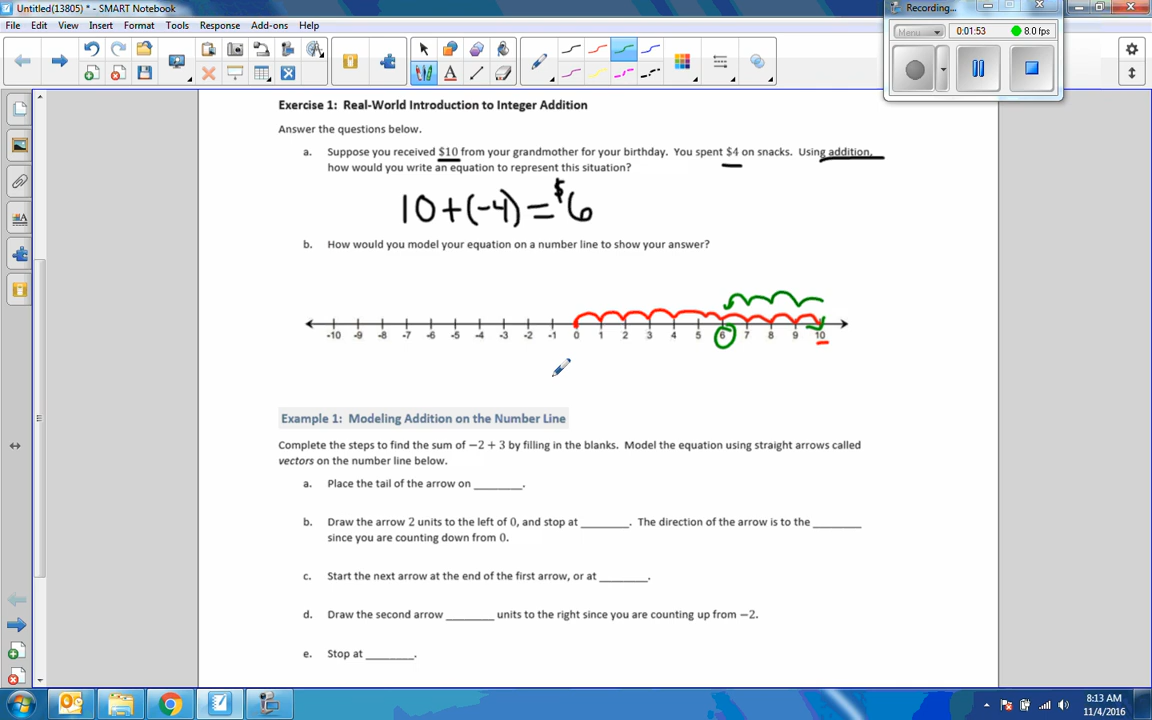 Untitled(13805) * - SMART Notebook
Recording...
File Edit View Insert Format Tools Response Add-ons Help
Menu 0:01:53 8.0 fps
Exercise 1: Real-World Introduction to Integer Addition
Answer the questions below.
a. Suppose you received $10 from your grandmother for your birthday. You spent $4 on snacks. Using addition,
how would you write an equation to represent this situation?
10+(-4)=$6
b. How would you model your equation on a number line to show your answer?
-10 -9 -8 -7 -6 -5 -4 -3 -2 -1 0 1 2 3 4 5 6 7 8 9 10
Example 1: Modeling Addition on the Number Line
Complete the steps to find the sum of −2 + 3 by filling in the blanks. Model the equation using straight arrows called
vectors on the number line below.
a. Place the tail of the arrow on ________.
b. Draw the arrow 2 units to the left of 0, and stop at ________. The direction of the arrow is to the ________
since you are counting down from 0.
c. Start the next arrow at the end of the first arrow, or at ________.
d. Draw the second arrow ________ units to the right since you are counting up from −2.
e. Stop at ________.
8:13 AM
11/4/2016